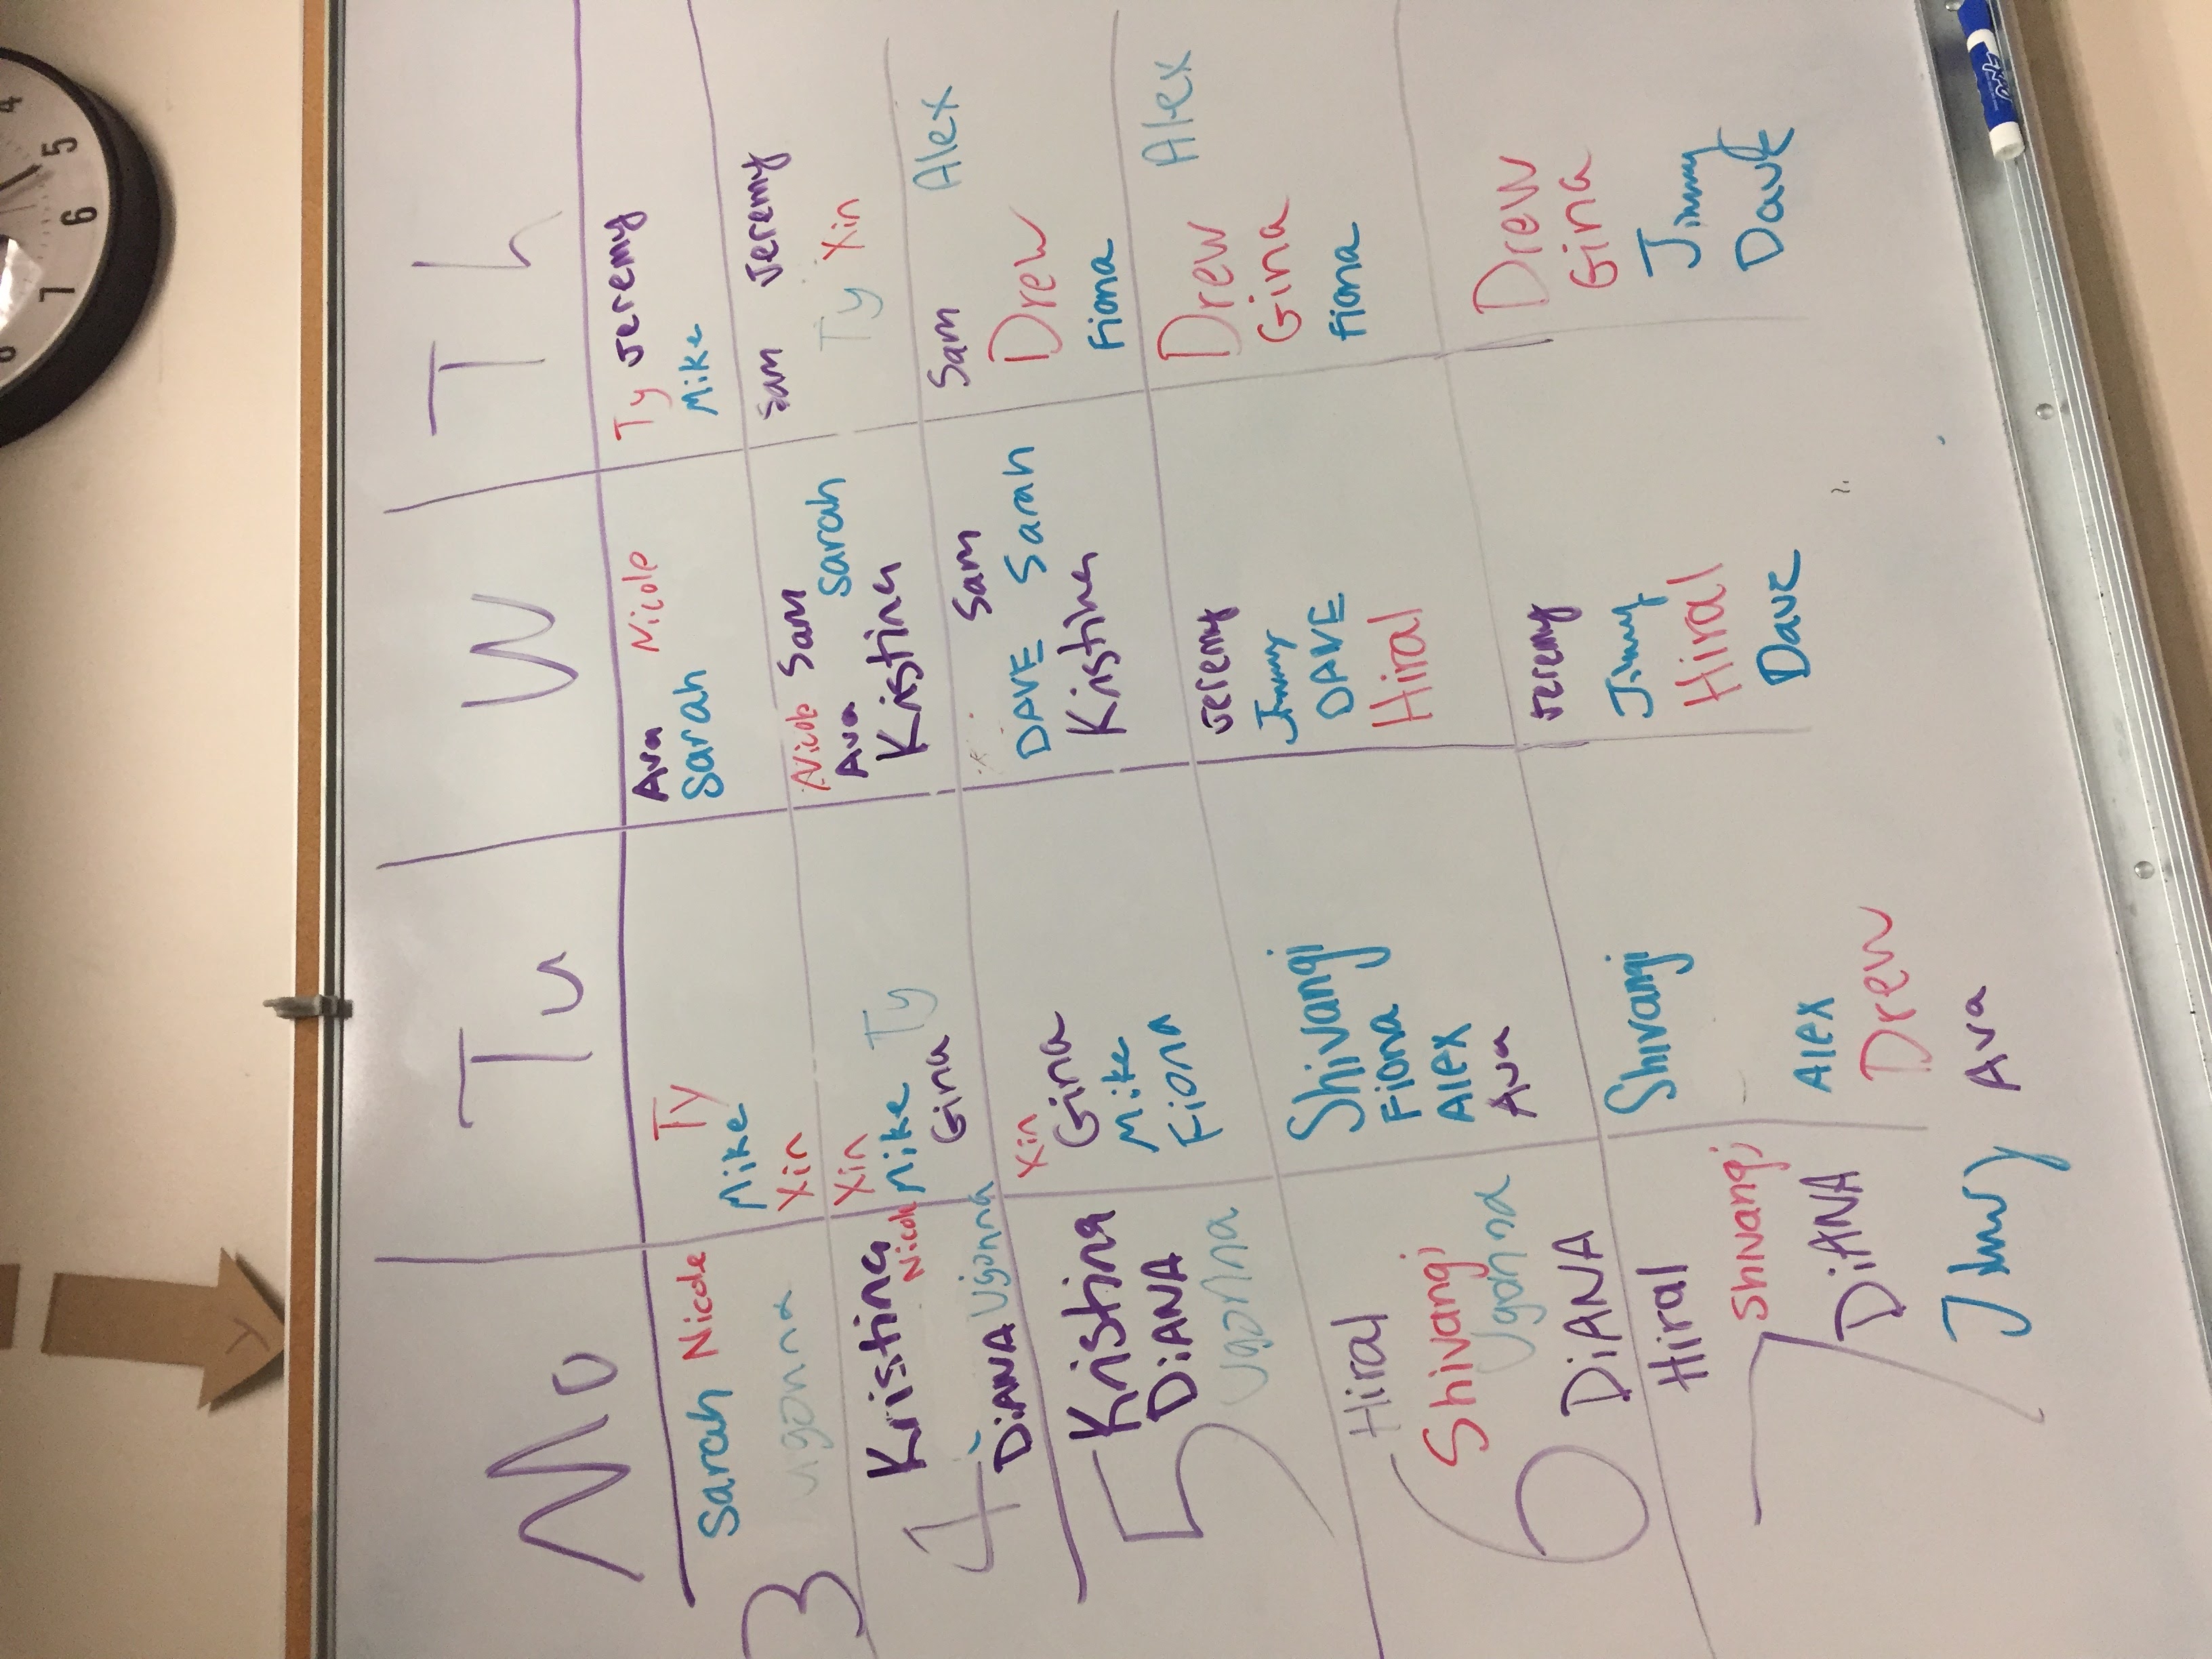 8 7 6 5 4
Y
Mo Tu W Th
3
Sarah Nicole
Ugonna
Ty
Mike
Xin
Ava Nicole
Sarah
Ty Jeremy
Mike
4
Kristina
Nicole
DiANA Ugonna
Xin
Mike Ty
Gina
Nicole Sam
Ava Sarah
Kristina
Sam Jeremy
Ty Xin
5
Kristina
DiANA
Ugonna
Xin
Gina
Mike
Fiona
Sam
DAVE Sarah
Kristina
Sam Alex
Drew
Fiona
6
Hiral
Shivangi
Ugonna
DiANA
Shivangi
Fiona
Alex
Ava
Jeremy
Jimmy
DAVE
Hiral
Drew Alex
Gina
Fiona
7
Hiral
Shivangi
DiANA
Jimmy
Shivangi
Alex
Drew
Ava
Jeremy
Jimmy
Hiral
Dave
Drew
Gina
Jimmy
Dave
EXPO